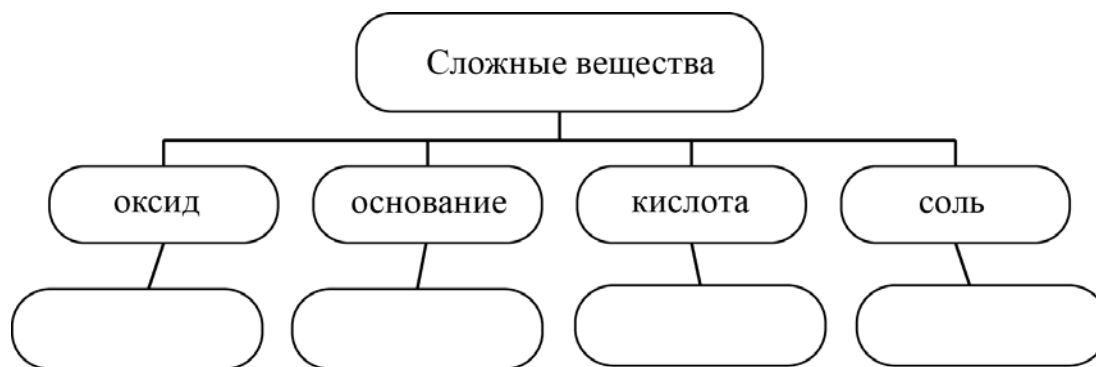 Сложные вещества
оксид
основание
кислота
соль